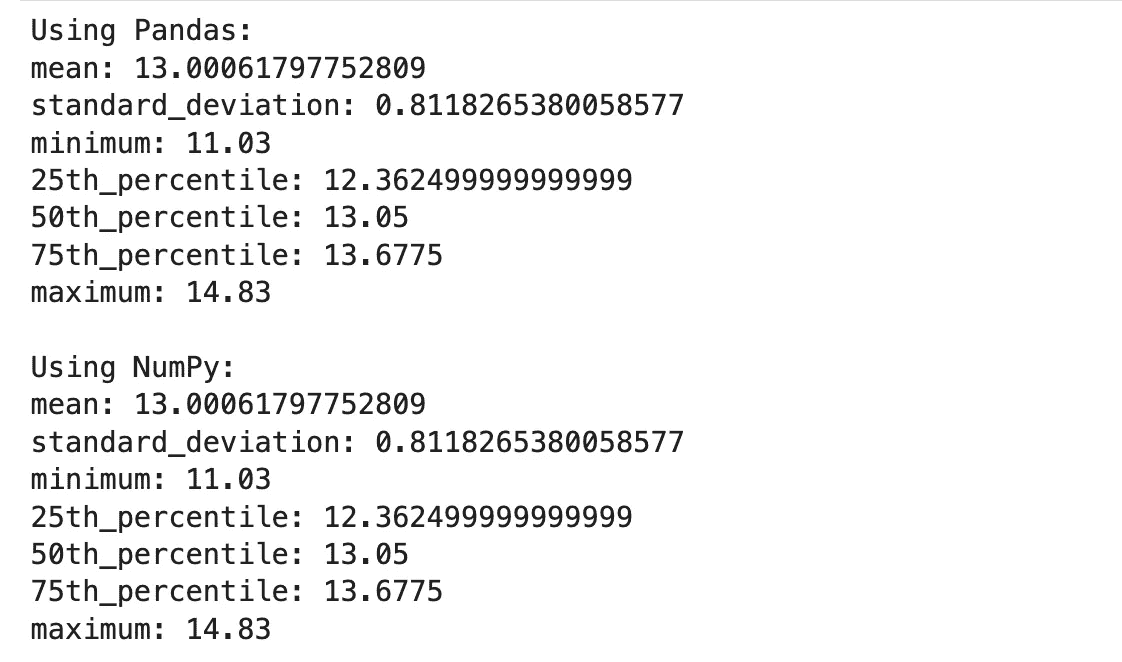 Using Pandas:
mean: 13.00061797752809
standard_deviation: 0.8118265380058577
minimum: 11.03
25th_percentile: 12.362499999999999
50th_percentile: 13.05
75th_percentile: 13.6775
maximum: 14.83

Using NumPy:
mean: 13.00061797752809
standard_deviation: 0.8118265380058577
minimum: 11.03
25th_percentile: 12.362499999999999
50th_percentile: 13.05
75th_percentile: 13.6775
maximum: 14.83